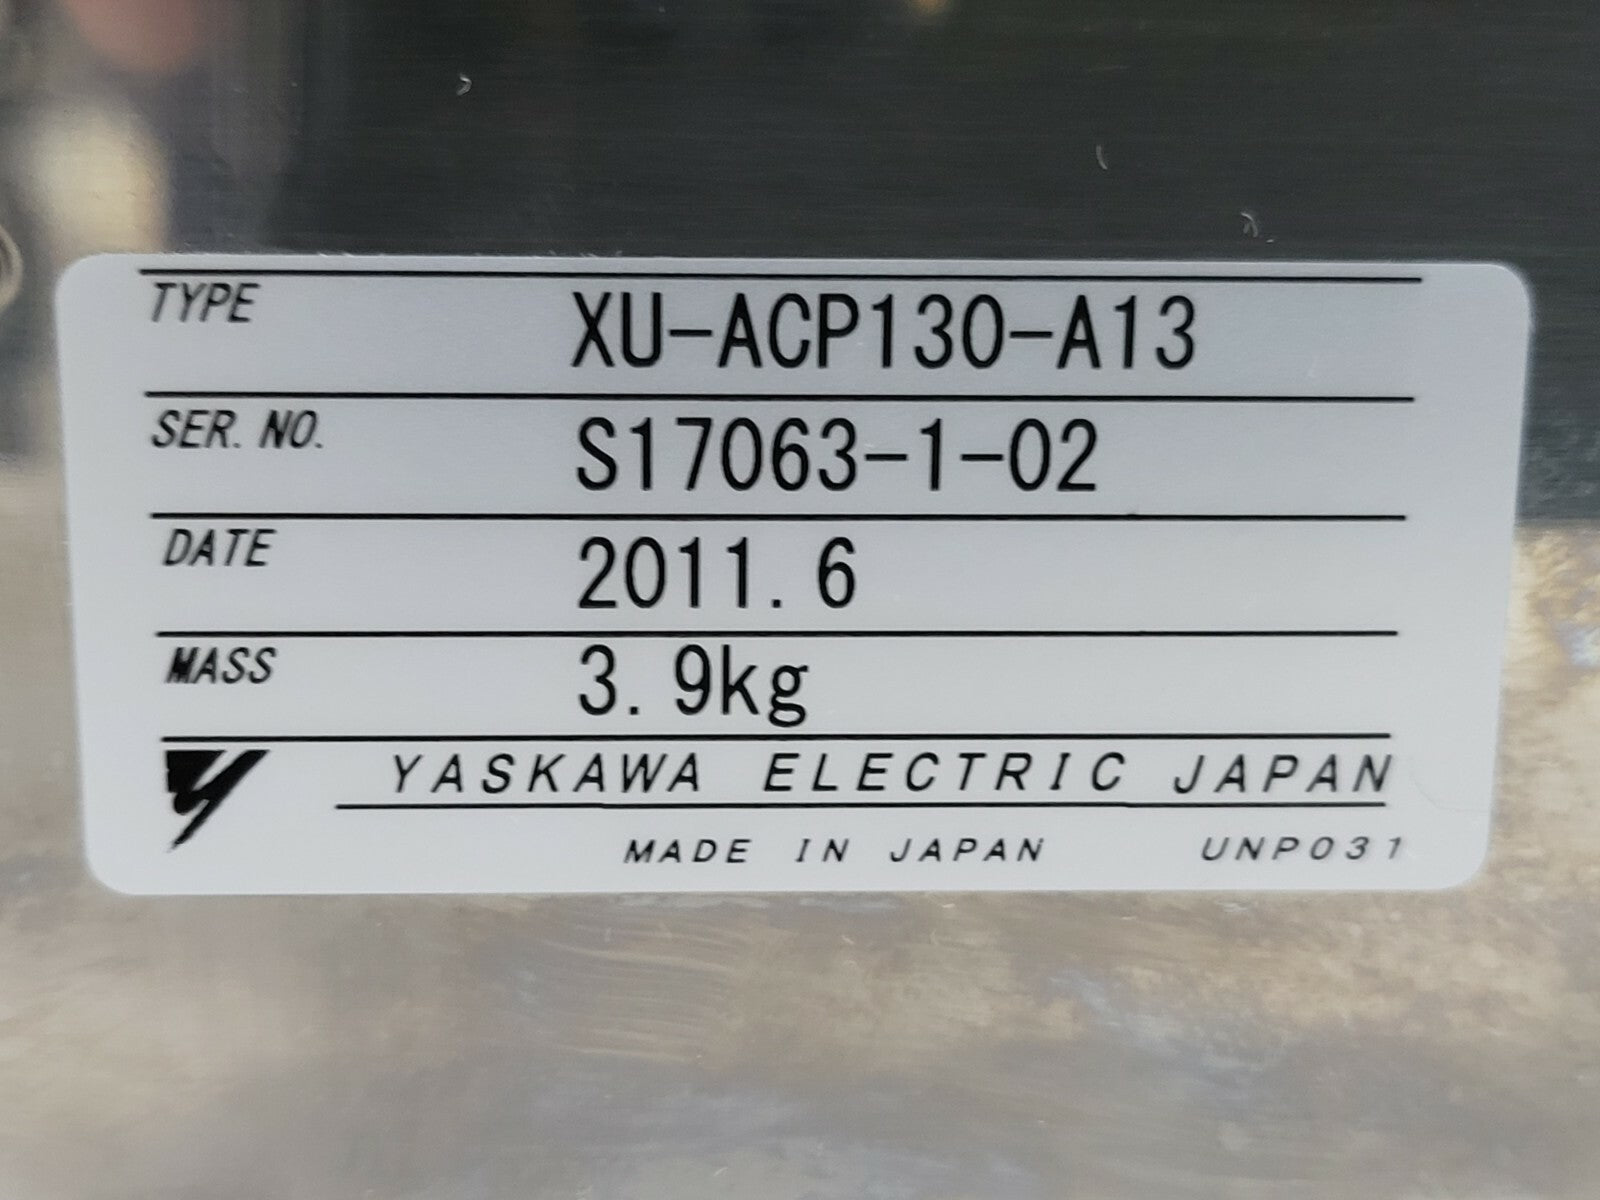 TYPE XU-ACP130-A13
SER. NO. S17063-1-02
DATE 2011. 6
MASS 3. 9kg
YASKAWA ELECTRIC JAPAN
MADE IN JAPAN UNP031